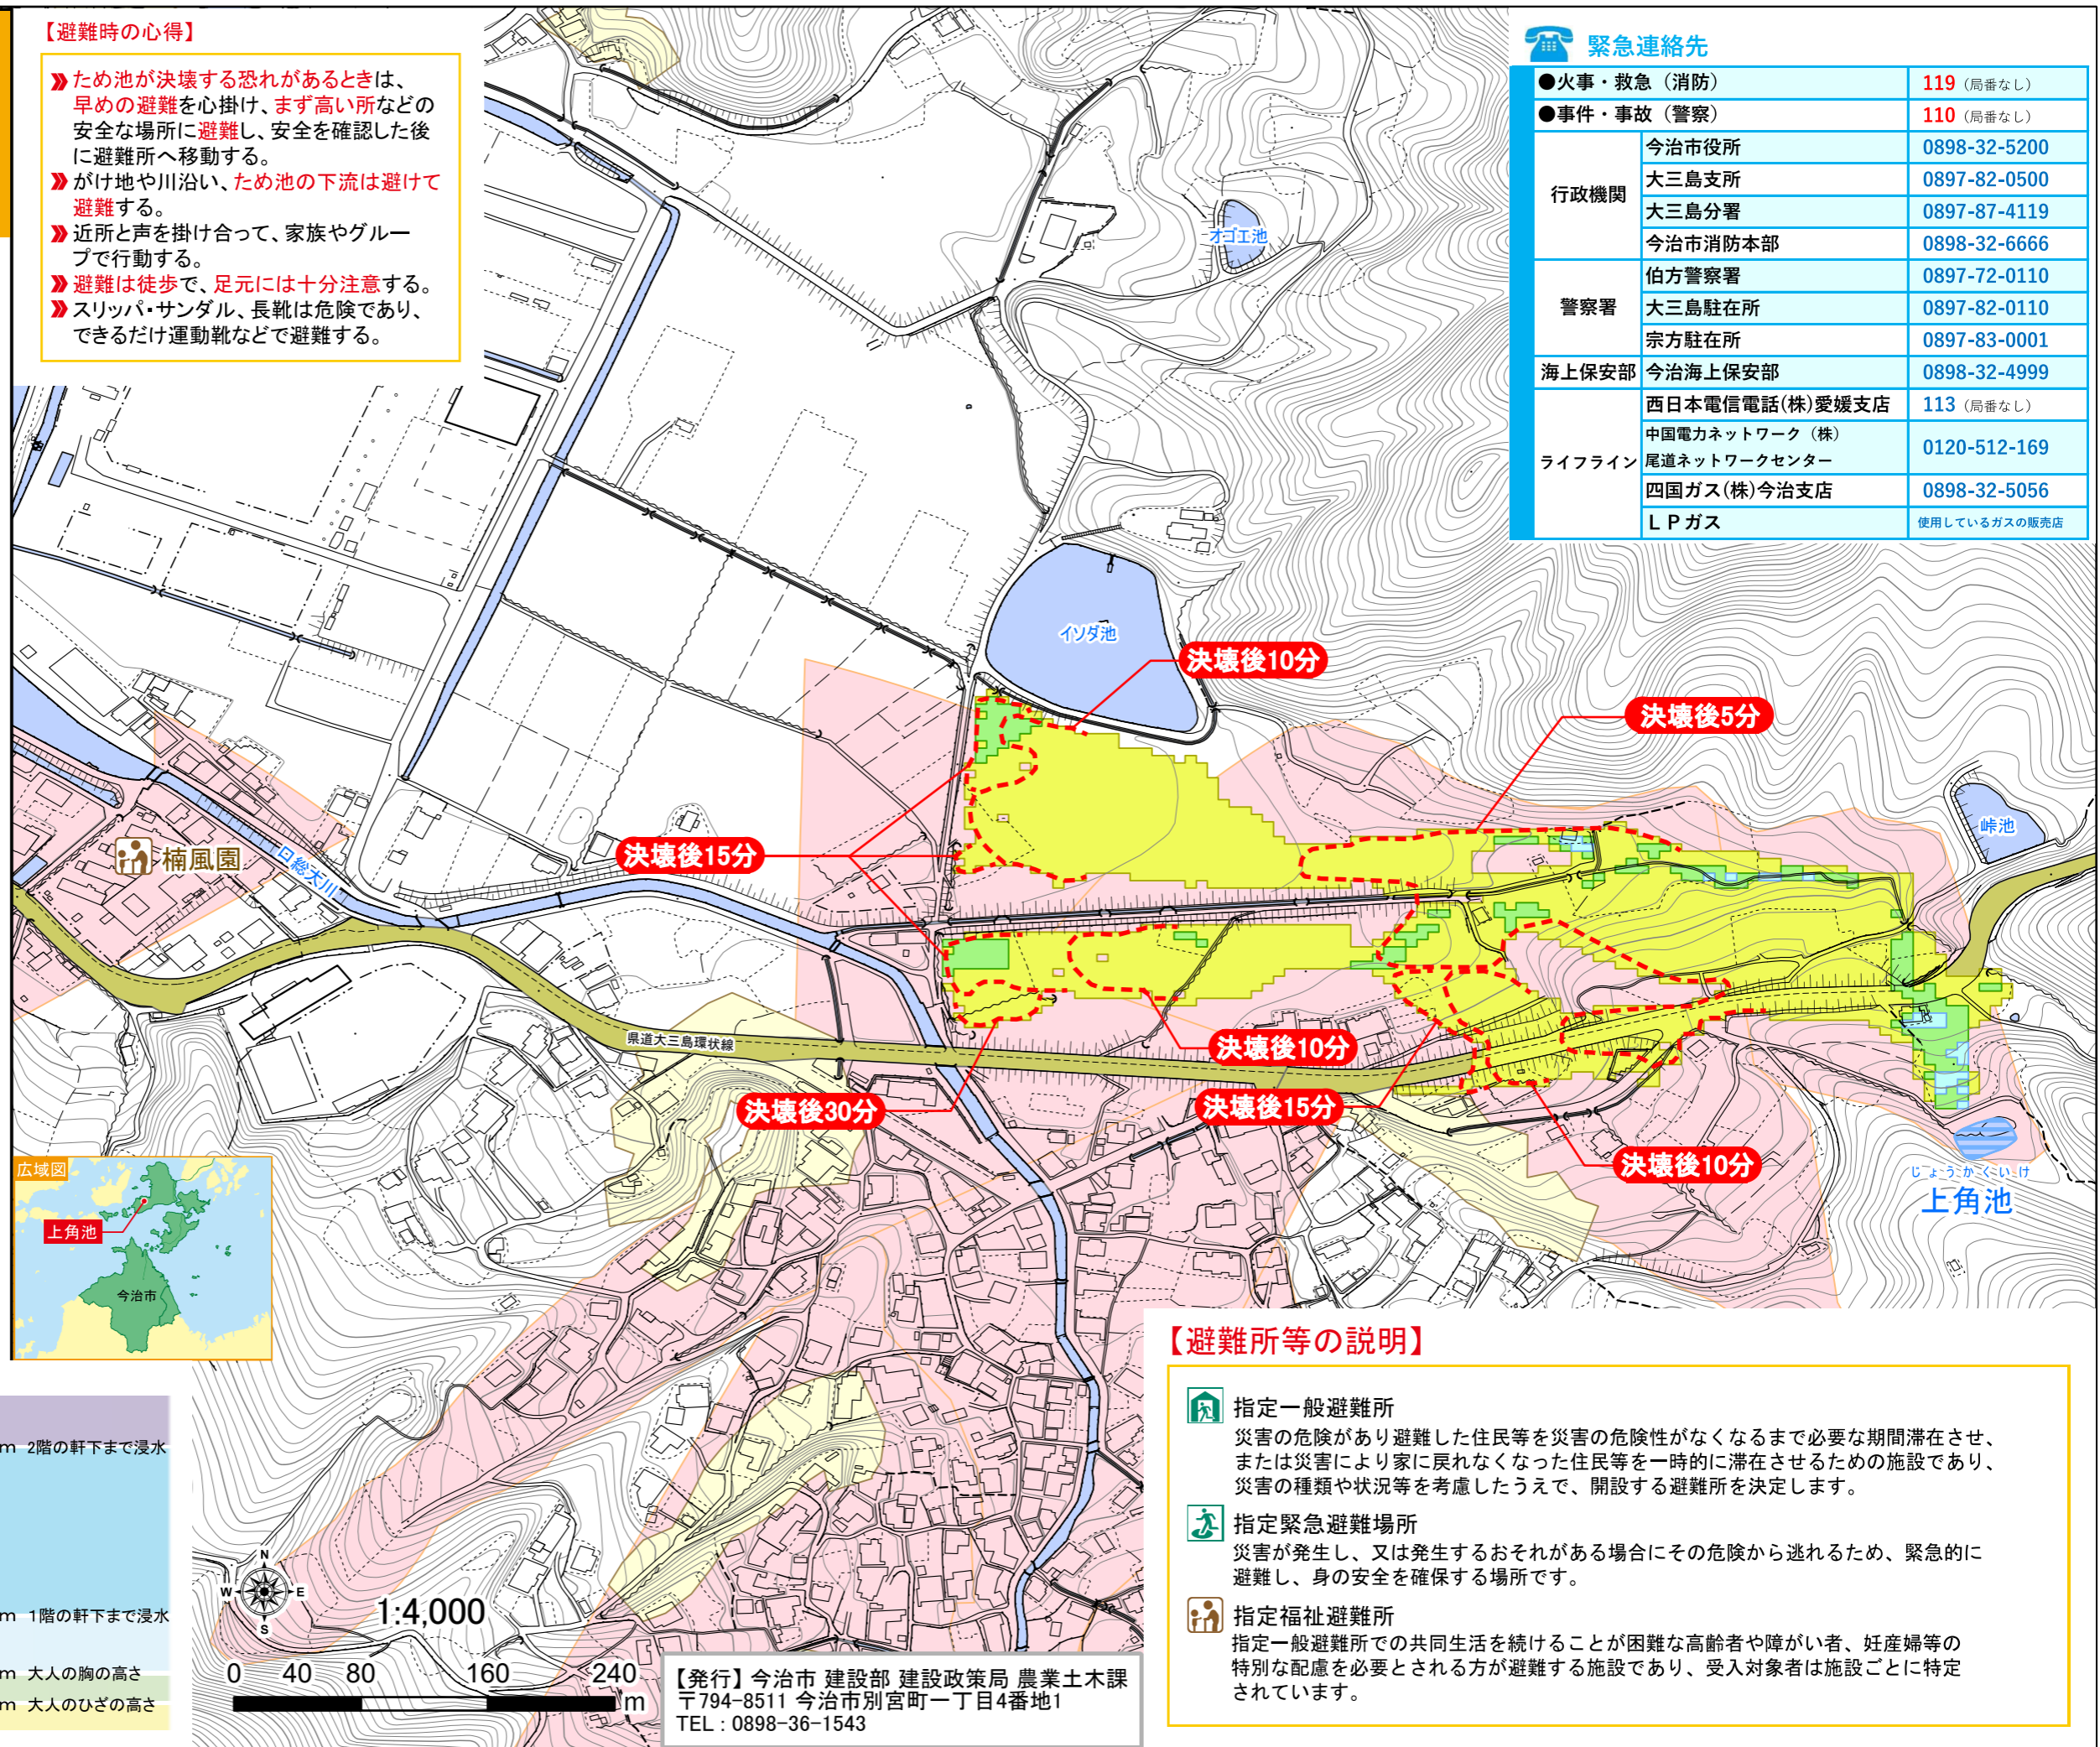 【避難時の心得】
ため池が決壊する恐れがあるときは、
早めの避難を心掛け、まず高い所などの
安全な場所に避難し、安全を確認した後
に避難所へ移動する。
がけ地や川沿い、ため池の下流は避けて
避難する。
近所と声を掛け合って、家族やグルー
プで行動する。
避難は徒歩で、足元には十分注意する。
スリッパ・サンダル、長靴は危険であり、
できるだけ運動靴などで避難する。
緊急連絡先
●火事・救急（消防） 119（局番なし）
●事件・事故（警察） 110（局番なし）
行政機関
今治市役所 0898-32-5200
大三島支所 0897-82-0500
大三島分署 0897-87-4119
今治市消防本部 0898-32-6666
警察署
伯方警察署 0897-72-0110
大三島駐在所 0897-82-0110
宗方駐在所 0897-83-0001
海上保安部 今治海上保安部 0898-32-4999
ライフライン
西日本電信電話(株)愛媛支店 113（局番なし）
中国電力ネットワーク（株）
尾道ネットワークセンター 0120-512-169
四国ガス(株)今治支店 0898-32-5056
ＬＰガス 使用しているガスの販売店
オゴエ池
イソダ池
決壊後10分
決壊後5分
峠池
決壊後15分
楠風園
口総大川
県道大三島環状線
決壊後10分
決壊後30分
決壊後15分
決壊後10分
じょうかくいけ
上角池
広域図
上角池
今治市
m 2階の軒下まで浸水
m 1階の軒下まで浸水
m 大人の胸の高さ
m 大人のひざの高さ
N
W E
S
1:4,000
0 40 80 160 240
m
【発行】今治市 建設部 建設政策局 農業土木課
〒794-8511 今治市別宮町一丁目4番地1
TEL：0898-36-1543
【避難所等の説明】
指定一般避難所
災害の危険があり避難した住民等を災害の危険性がなくなるまで必要な期間滞在させ、
または災害により家に戻れなくなった住民等を一時的に滞在させるための施設であり、
災害の種類や状況等を考慮したうえで、開設する避難所を決定します。
指定緊急避難場所
災害が発生し、又は発生するおそれがある場合にその危険から逃れるため、緊急的に
避難し、身の安全を確保する場所です。
指定福祉避難所
指定一般避難所での共同生活を続けることが困難な高齢者や障がい者、妊産婦等の
特別な配慮を必要とされる方が避難する施設であり、受入対象者は施設ごとに特定
されています。